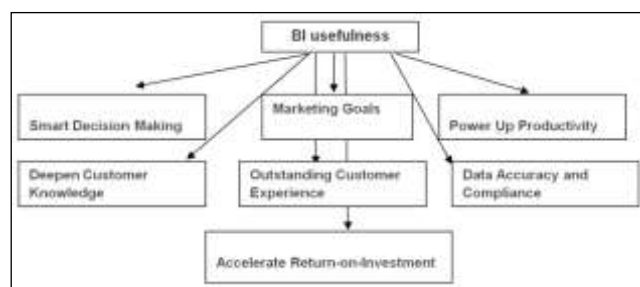 BI usefulness
Marketing Goals
Smart Decision Making
Power Up Productivity
Deepen Customer
Knowledge
Outstanding Customer
Experience
Data Accuracy and
Compliance
Accelerate Return-on-Investment